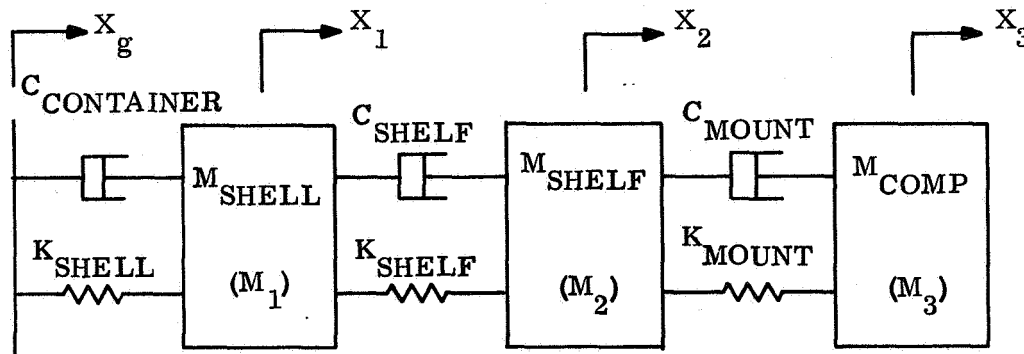 X_g
X_1
X_2
X_3
C_CONTAINER
C_SHELF
C_MOUNT
M_SHELL
M_SHELF
M_COMP
K_SHELL
K_SHELF
K_MOUNT
(M_1)
(M_2)
(M_3)